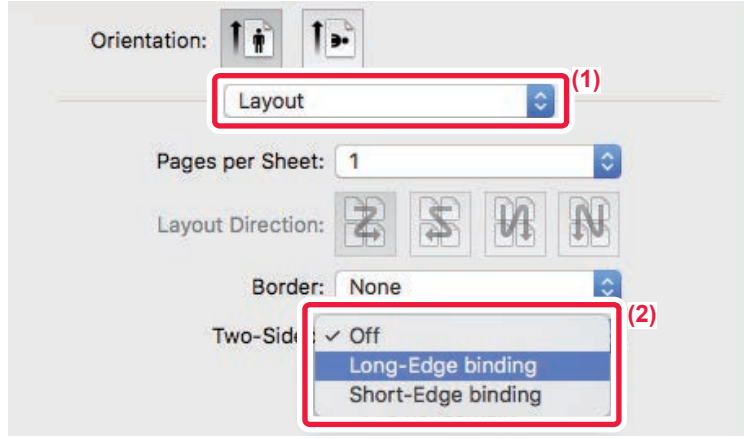 Orientation:
(1)
Layout
Pages per Sheet: 1
Layout Direction:
Border: None
(2)
Two-Side
✓ Off
Long-Edge binding
Short-Edge binding